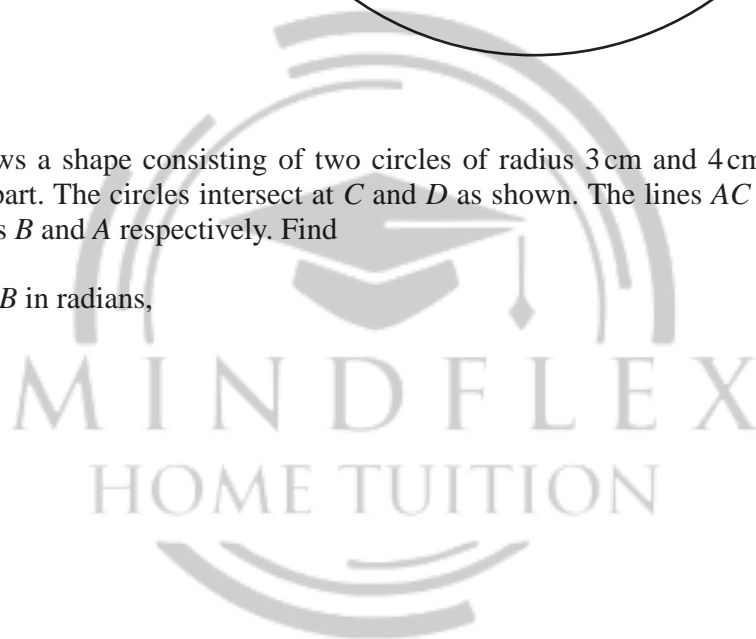 ws a shape consisting of two circles of radius 3 cm and 4 cm
part. The circles intersect at C and D as shown. The lines AC
s B and A respectively. Find
B in radians,
MINDFLEX
HOME TUITION